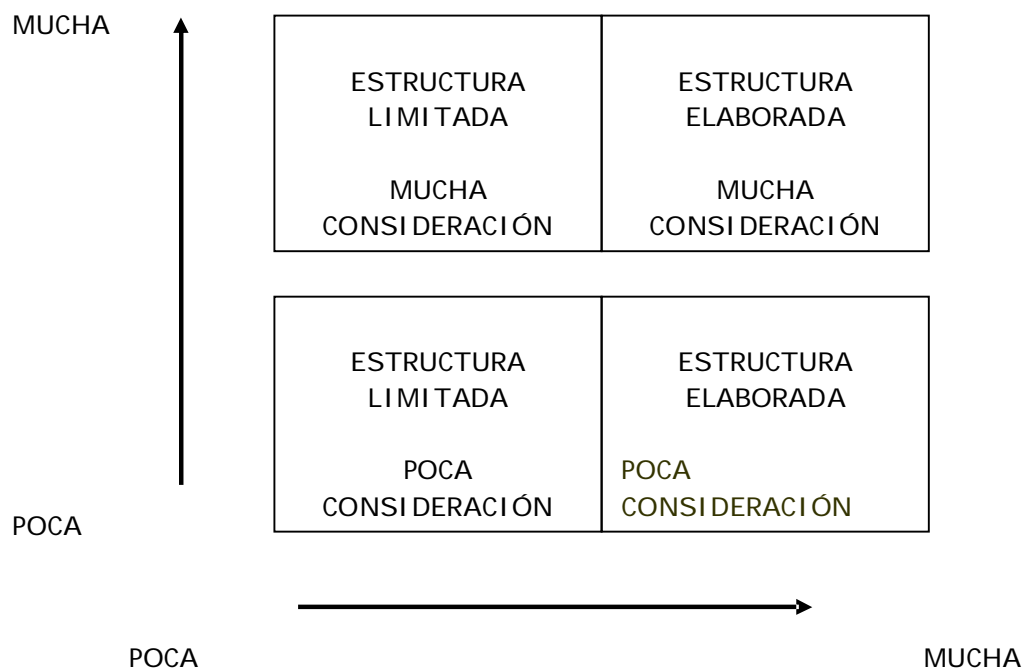 MUCHA
ESTRUCTURA
LIMITADA
MUCHA
CONSIDERACIÓN
ESTRUCTURA
ELABORADA
MUCHA
CONSIDERACIÓN
ESTRUCTURA
LIMITADA
POCA
CONSIDERACIÓN
ESTRUCTURA
ELABORADA
POCA
CONSIDERACIÓN
POCA
POCA
MUCHA